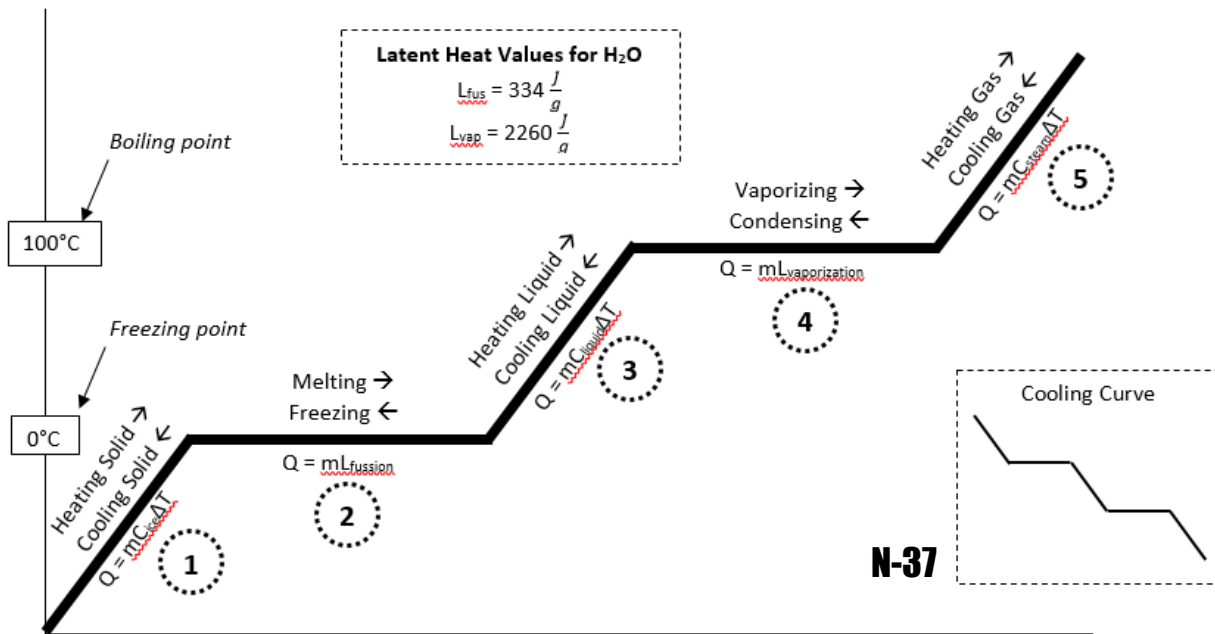 Latent Heat Values for H₂O
Lfus = 334 J/g
Lvap = 2260 J/g
Boiling point
100°C
Freezing point
0°C
Heating Solid →
Cooling Solid ←
Q = mCiceΔT
1
Melting →
Freezing ←
Q = mLfussion
2
Heating Liquid →
Cooling Liquid ←
Q = mCliquidΔT
3
Vaporizing →
Condensing ←
Q = mLvaporization
4
Heating Gas →
Cooling Gas ←
Q = mCsteamΔT
5
Cooling Curve
N-37